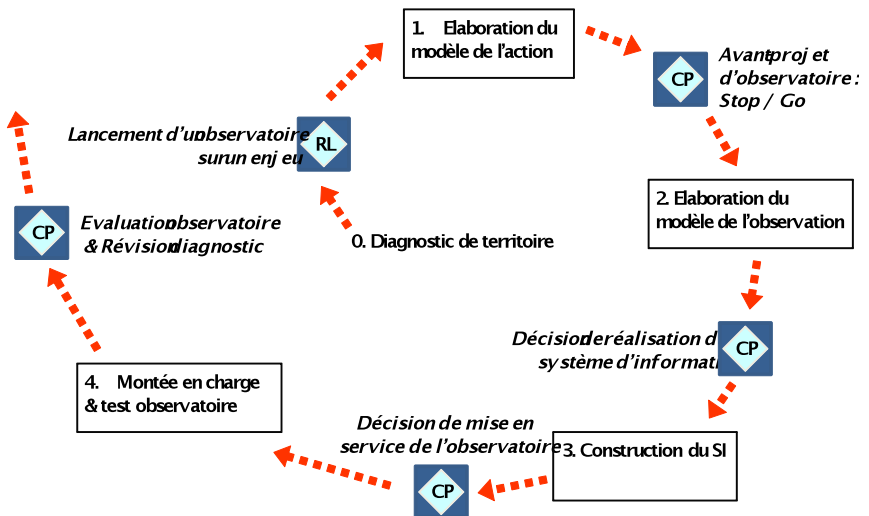 1. Elaboration du
modèle de l'action
CP
Avant-projet
d'observatoire :
Stop / Go
Lancement d'un observatoire
sur un enjeu
RL
2. Elaboration du
modèle de l'observation
CP
Evaluation observatoire
& Révision diagnostic
0. Diagnostic de territoire
Décision de réalisation d
système d'informati
CP
4. Montée en charge
& test observatoire
Décision de mise en
service de l'observatoire
3. Construction du SI
CP